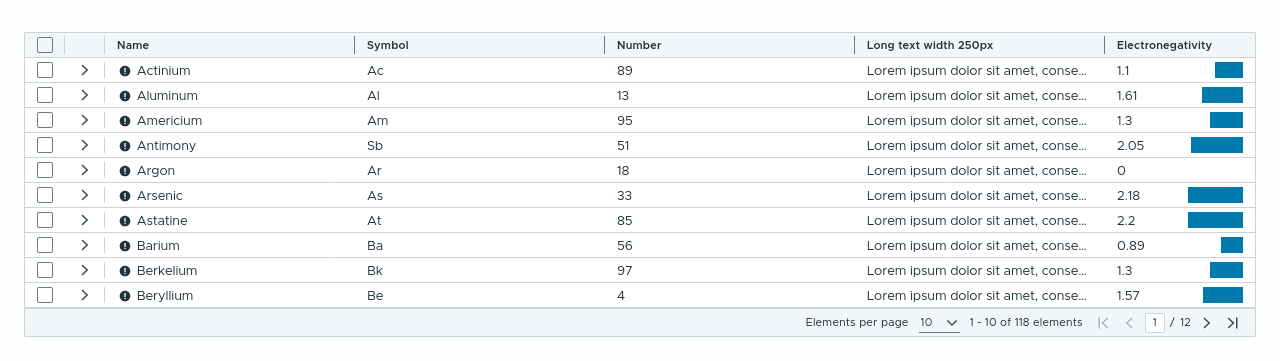 Name Symbol Number Long text width 250px Electronegativity
Actinium Ac 89 Lorem ipsum dolor sit amet, conse... 1.1
Aluminum Al 13 Lorem ipsum dolor sit amet, conse... 1.61
Americium Am 95 Lorem ipsum dolor sit amet, conse... 1.3
Antimony Sb 51 Lorem ipsum dolor sit amet, conse... 2.05
Argon Ar 18 Lorem ipsum dolor sit amet, conse... 0
Arsenic As 33 Lorem ipsum dolor sit amet, conse... 2.18
Astatine At 85 Lorem ipsum dolor sit amet, conse... 2.2
Barium Ba 56 Lorem ipsum dolor sit amet, conse... 0.89
Berkelium Bk 97 Lorem ipsum dolor sit amet, conse... 1.3
Beryllium Be 4 Lorem ipsum dolor sit amet, conse... 1.57
Elements per page 10 1 - 10 of 118 elements 1 / 12